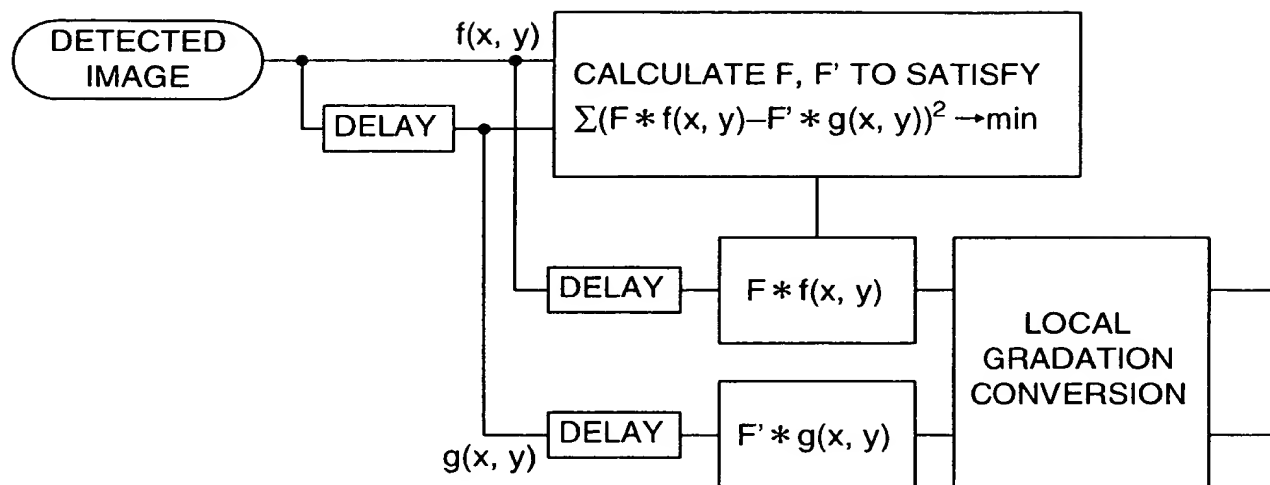 DETECTED
IMAGE
f(x, y)
CALCULATE F, F' TO SATISFY
∑(F＊f(x, y)–F'＊g(x, y))² →min
DELAY
DELAY
F＊f(x, y)
LOCAL
GRADATION
CONVERSION
DELAY
F'＊g(x, y)
g(x, y)